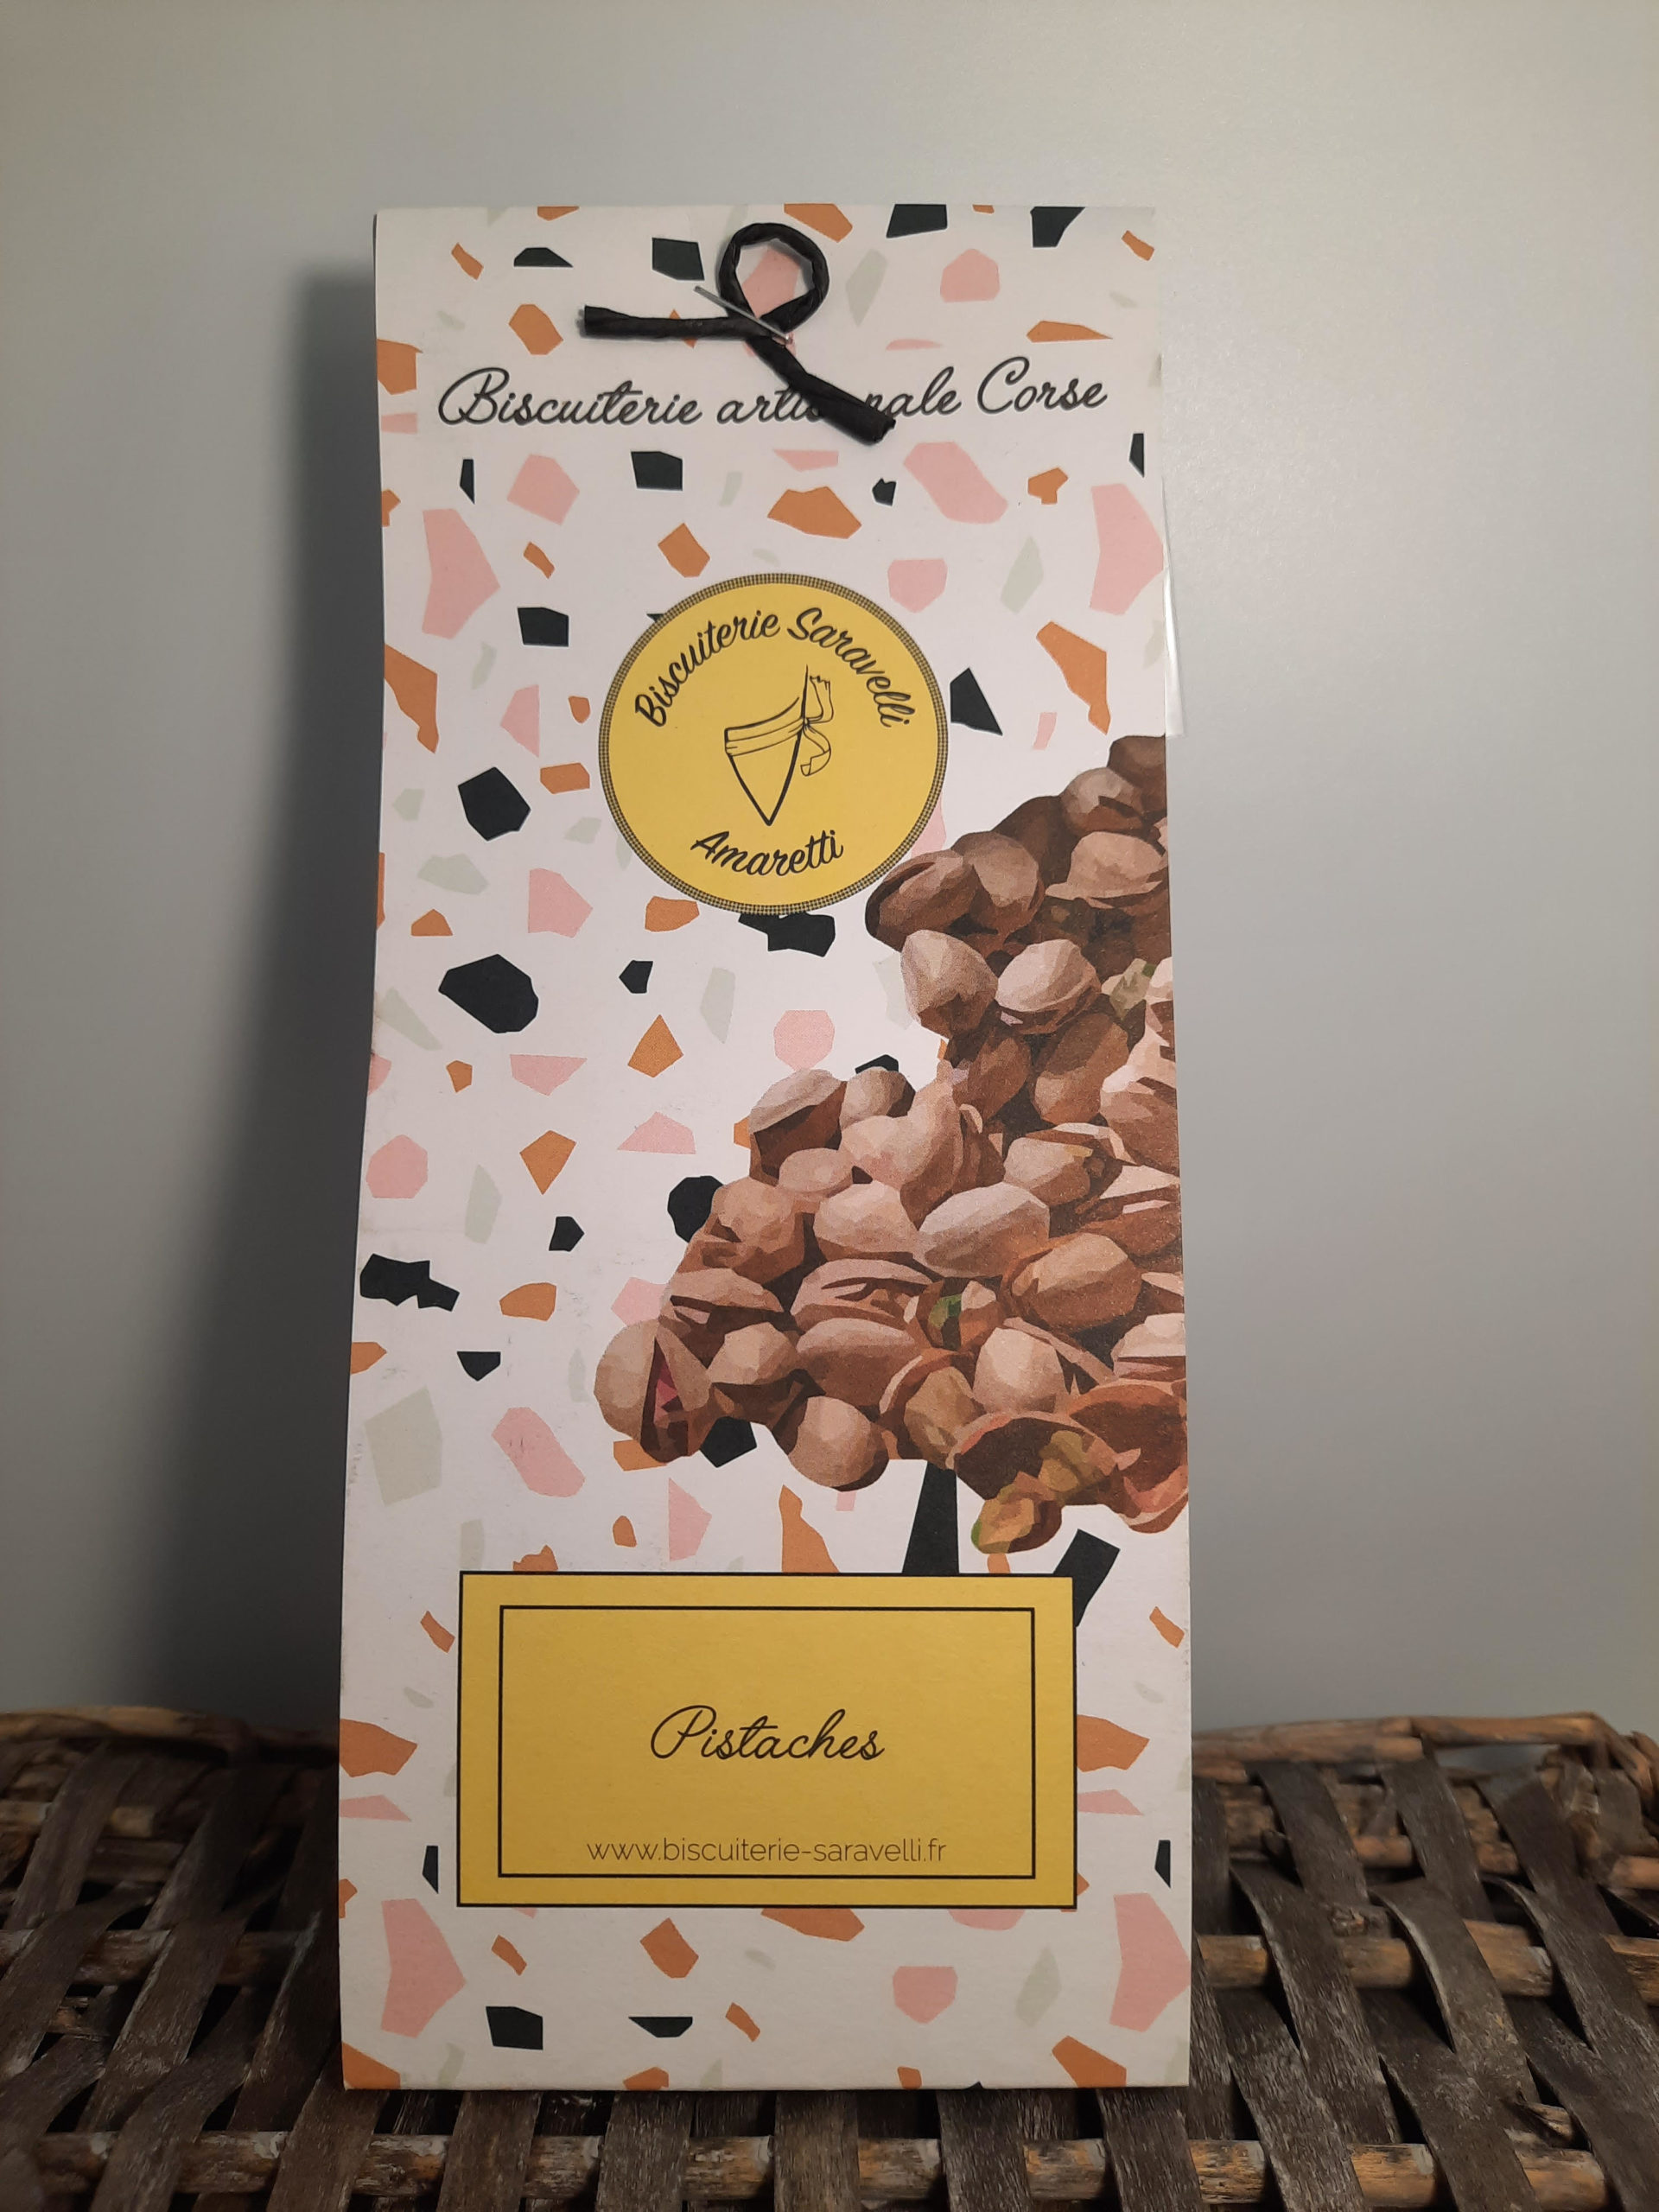 Biscuiterie Corse
Biscuiterie Saravelli
Amaretti
Pistaches
www.biscuiterie-saravelli.fr